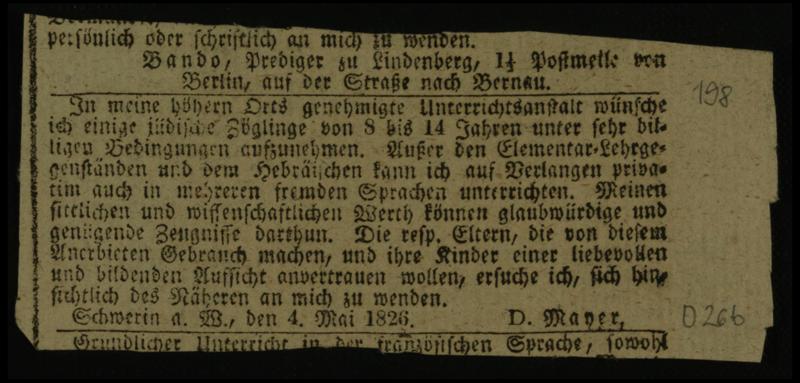 persönlich oder schriftlich an mich zu wenden.
Bando, Prediger zu Lindenberg, 1½ Postmeile von
Berlin, auf der Straße nach Bernau.
In meine höhern Orts genehmigte Unterrichtsanstalt wünsche
ich einige jüdische Zöglinge von 8 bis 14 Jahren unter sehr bil-
ligen Bedingungen aufzunehmen. Außer den Elementar-Lehrge-
genständen und dem Hebräischen kann ich auf Verlangen priva-
tim auch in mehreren fremden Sprachen unterrichten. Meinen
sittlichen und wissenschaftlichen Werth können glaubwürdige und
genügende Zeugnisse darthun. Die resp. Eltern, die von diesem
Anerbieten Gebrauch machen, und ihre Kinder einer liebevollen
und bildenden Aufsicht anvertrauen wollen, ersuche ich, sich hin-
sichtlich des Näheren an mich zu wenden.
Schwerin a. W., den 4. Mai 1826. D. Mayer,
Gründlicher Unterricht in der französischen Sprache, sowohl
198
D 266